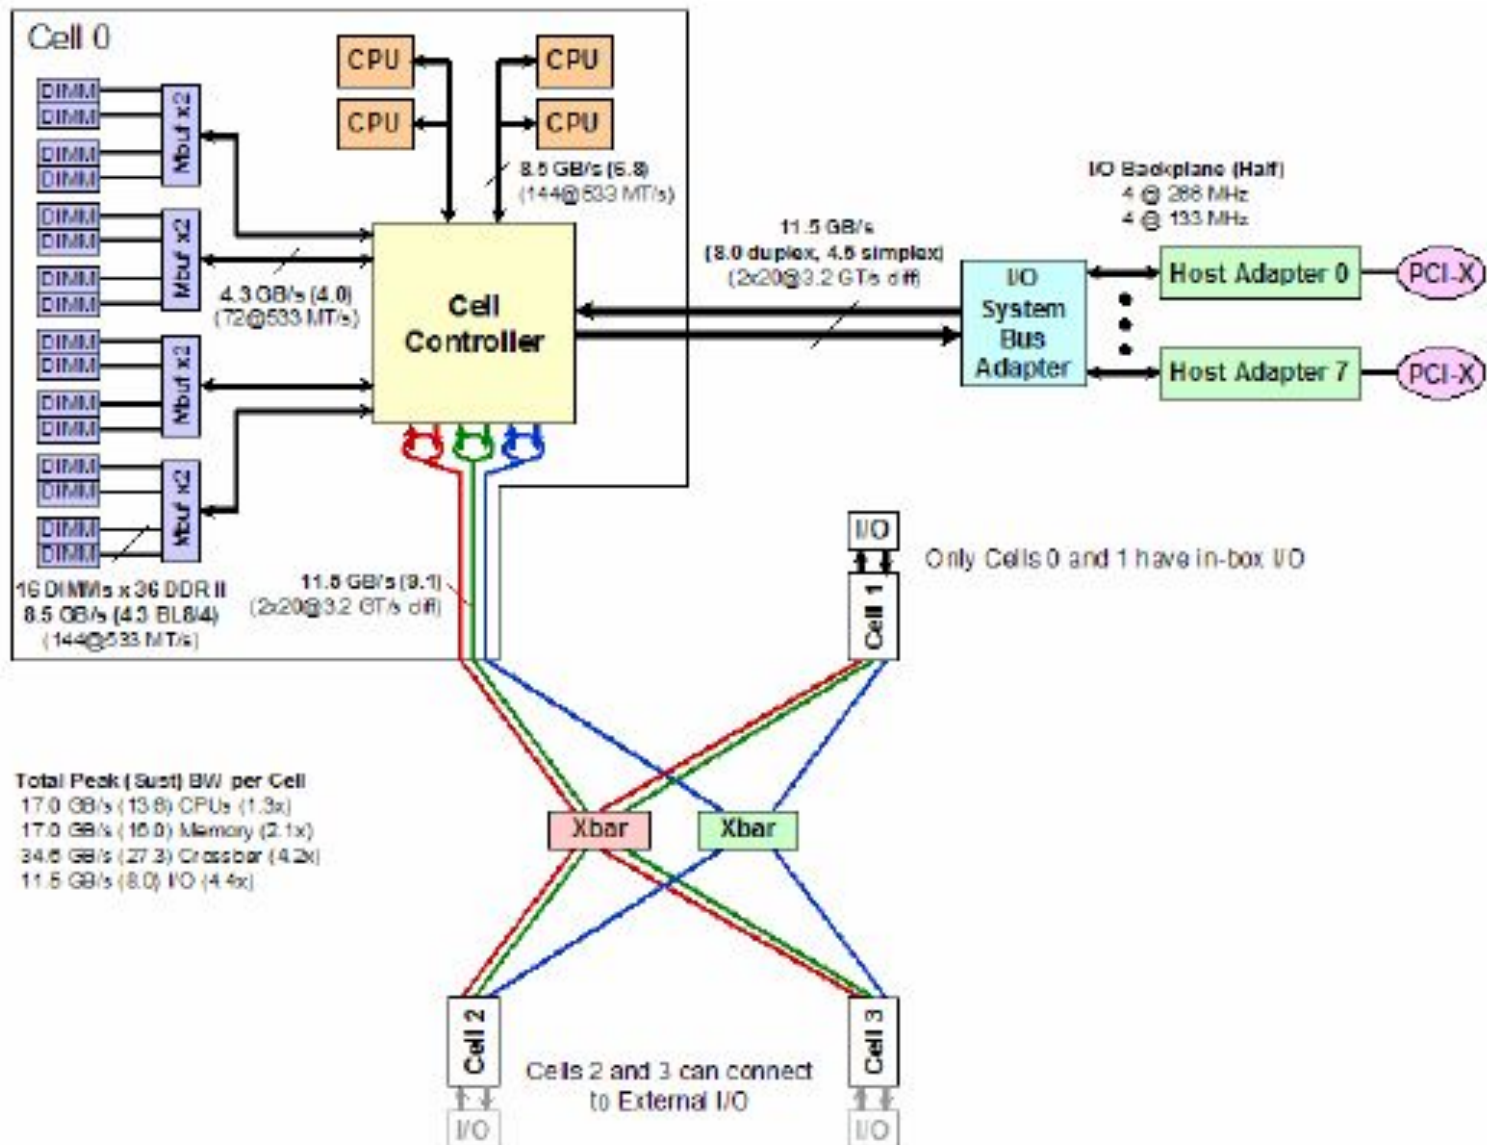 Cell 0
CPU
CPU
CPU
CPU
DIMM
DIMM
DIMM
DIMM
Mbuf x2
DIMM
DIMM
DIMM
DIMM
Mbuf x2
DIMM
DIMM
DIMM
DIMM
Mbuf x2
DIMM
DIMM
DIMM
DIMM
Mbuf x2
8.5 GB/s (6.8)
(144@533 MT/s)
4.3 GB/s (4.0)
(72@533 MT/s)
Cell
Controller
16 DIMMs x 36 DDR II
8.5 GB/s (4.3 BL8/4)
(144@533 MT/s)
11.5 GB/s (9.1)
(2x20@3.2 GT/s diff)
11.5 GB/s
(8.0 duplex, 4.5 simplex)
(2x20@3.2 GT/s diff)
I/O
System
Bus
Adapter
I/O Backplane (Half)
4 @ 266 MHz
4 @ 133 MHz
Host Adapter 0
PCI-X
Host Adapter 7
PCI-X
I/O
Cell 1
Only Cells 0 and 1 have in-box I/O
Total Peak (Sust) BW per Cell
17.0 GB/s (13.6) CPUs (1.3x)
17.0 GB/s (16.0) Memory (2.1x)
34.5 GB/s (27.3) Crossbar (4.2x)
11.5 GB/s (8.0) I/O (4.4x)
Xbar
Xbar
Cell 2
I/O
Cells 2 and 3 can connect
to External I/O
Cell 3
I/O